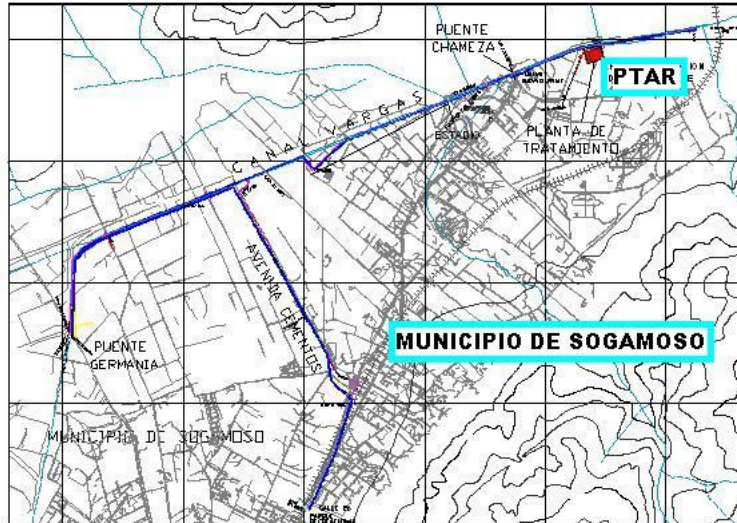 PUENTE
CHAMEZA
PTAR
ESTADIO
PLANTA DE
TRATAMIENTO
CANAL VARGAS
AVENIDA CEMENTOS
MUNICIPIO DE SOGAMOSO
PUENTE
GERMANIA
MUNICIPIO DE SOGAMOSO